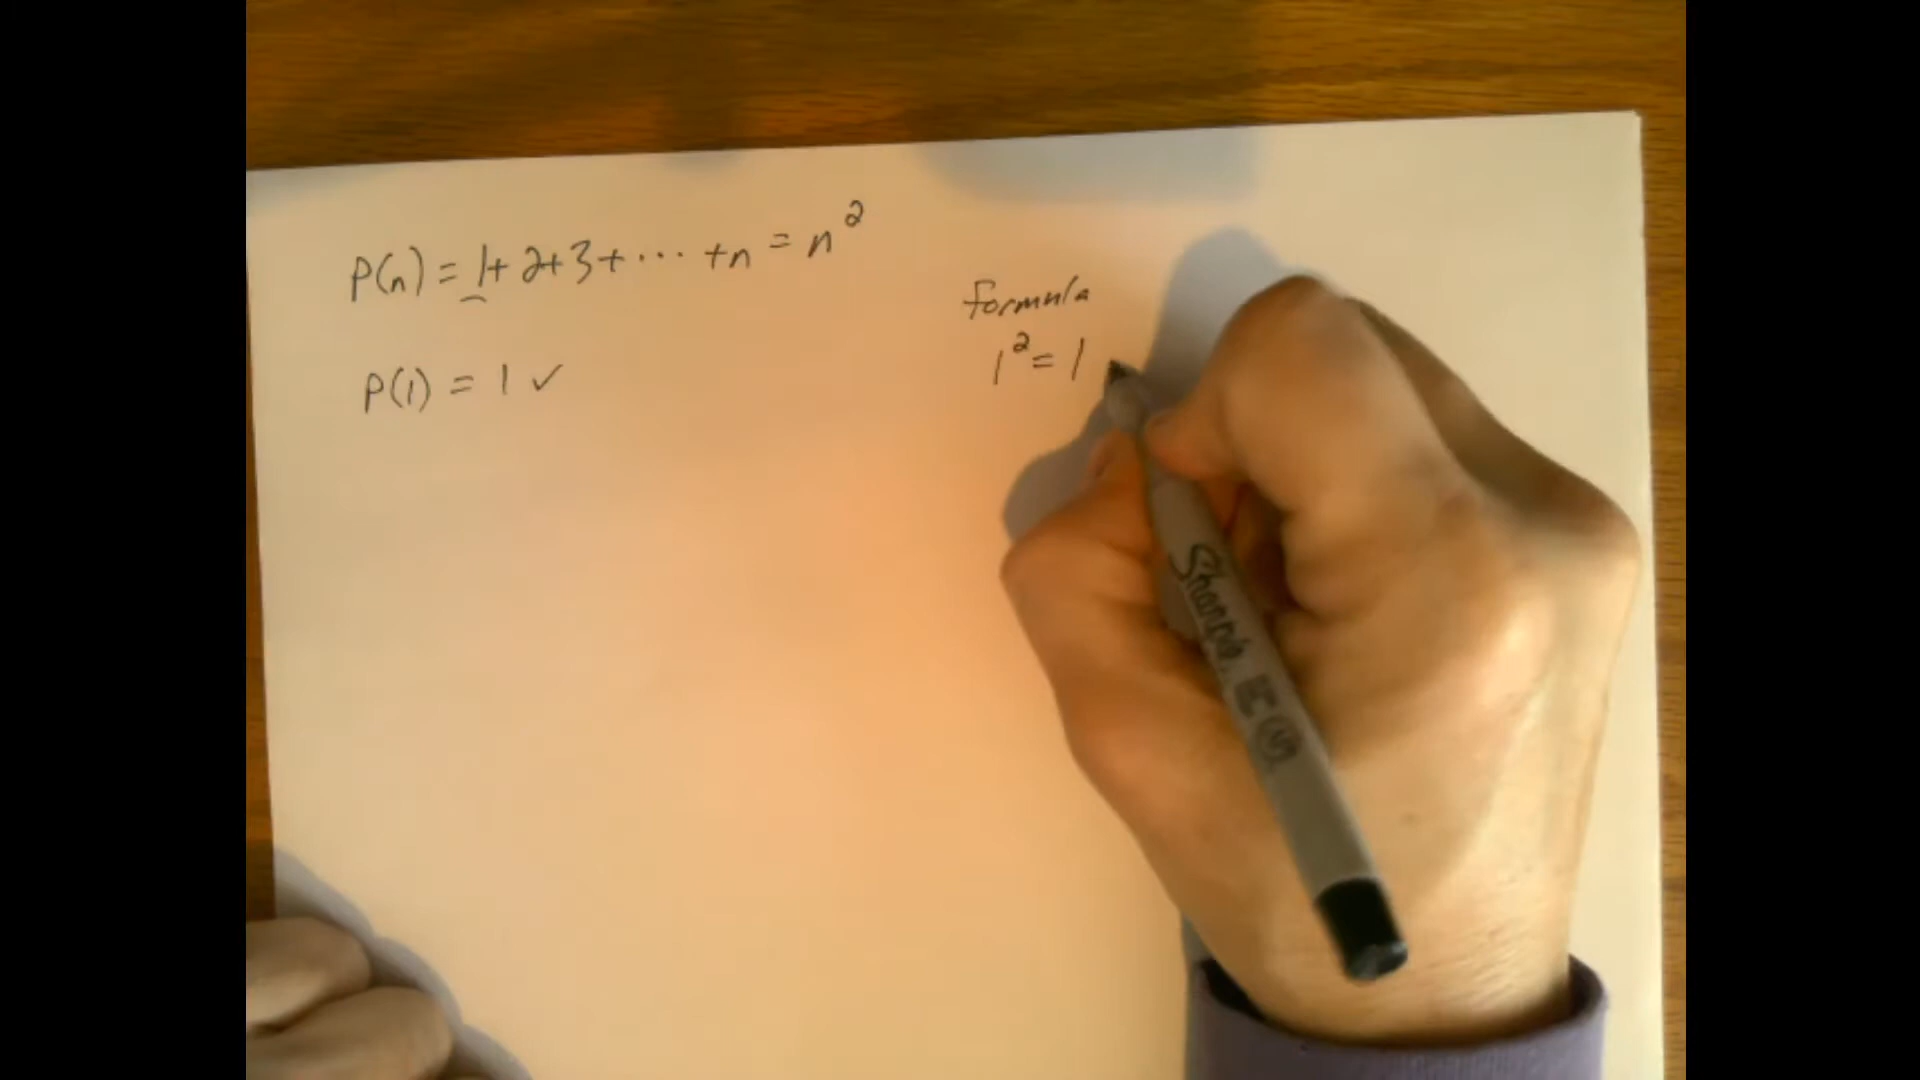 P(n) = 1+2+3+⋯+n = n²
formula
1² = 1
P(1) = 1 ✓
Sharpie